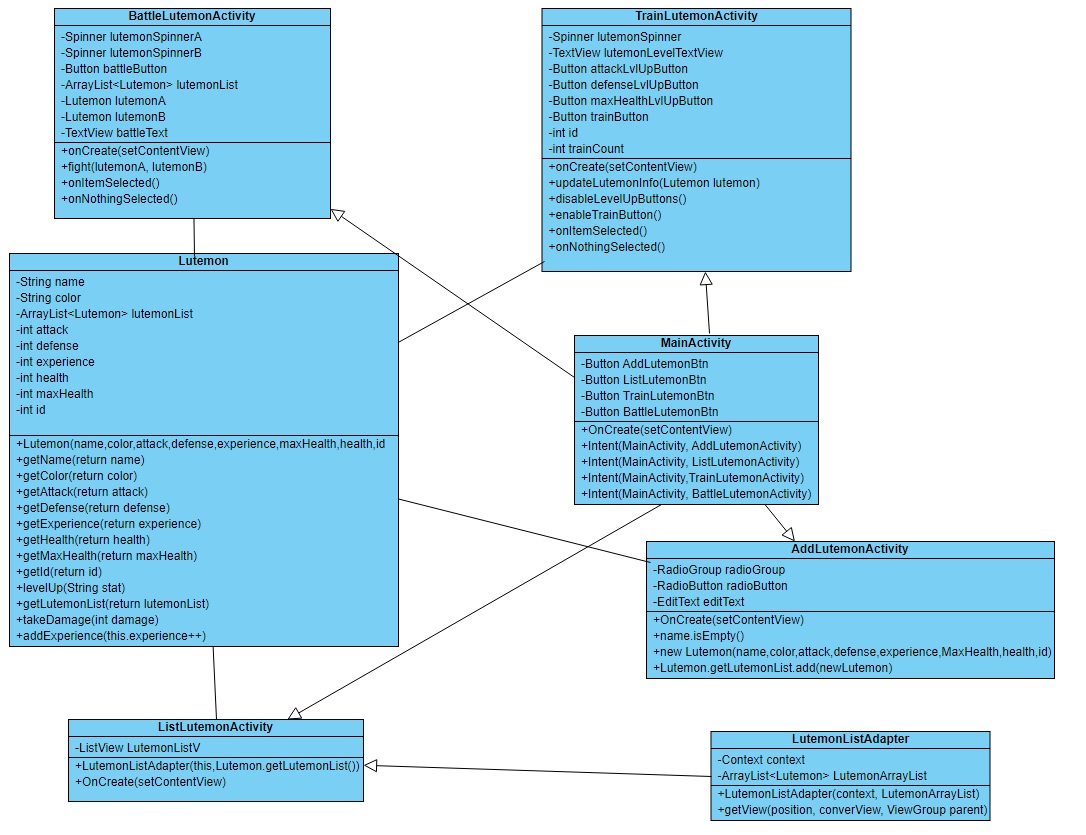 BattleLutemonActivity
-Spinner lutemonSpinnerA
-Spinner lutemonSpinnerB
-Button battleButton
-ArrayList<Lutemon> lutemonList
-Lutemon lutemonA
-Lutemon lutemonB
-TextView battleText
+onCreate(setContentView)
+fight(lutemonA, lutemonB)
+onItemSelected()
+onNothingSelected()
TrainLutemonActivity
-Spinner lutemonSpinner
-TextView lutemonLevelTextView
-Button attackLvlUpButton
-Button defenseLvlUpButton
-Button maxHealthLvlUpButton
-Button trainButton
-int id
-int trainCount
+onCreate(setContentView)
+updateLutemonInfo(Lutemon lutemon)
+disableLevelUpButtons()
+enableTrainButton()
+onItemSelected()
+onNothingSelected()
Lutemon
-String name
-String color
-ArrayList<Lutemon> lutemonList
-int attack
-int defense
-int experience
-int health
-int maxHealth
-int id
+Lutemon(name,color,attack,defense,experience,maxHealth,health,id
+getName(return name)
+getColor(return color)
+getAttack(return attack)
+getDefense(return defense)
+getExperience(return experience)
+getHealth(return health)
+getMaxHealth(return maxHealth)
+getId(return id)
+levelUp(String stat)
+getLutemonList(return lutemonList)
+takeDamage(int damage)
+addExperience(this.experience++)
MainActivity
-Button AddLutemonBtn
-Button ListLutemonBtn
-Button TrainLutemonBtn
-Button BattleLutemonBtn
+OnCreate(setContentView)
+Intent(MainActivity, AddLutemonActivity)
+Intent(MainActivity, ListLutemonActivity)
+Intent(MainActivity,TrainLutemonActivity)
+Intent(MainActivity, BattleLutemonActivity)
AddLutemonActivity
-RadioGroup radioGroup
-RadioButton radioButton
-EditText editText
+OnCreate(setContentView)
+name.isEmpty()
+new Lutemon(name,color,attack,defense,experience,MaxHealth,health,id)
+Lutemon.getLutemonList.add(newLutemon)
ListLutemonActivity
-ListView LutemonListV
+LutemonListAdapter(this,Lutemon.getLutemonList())
+OnCreate(setContentView)
LutemonListAdapter
-Context context
-ArrayList<Lutemon> LutemonArrayList
+LutemonListAdapter(context, LutemonArrayList)
+getView(position, converView, ViewGroup parent)